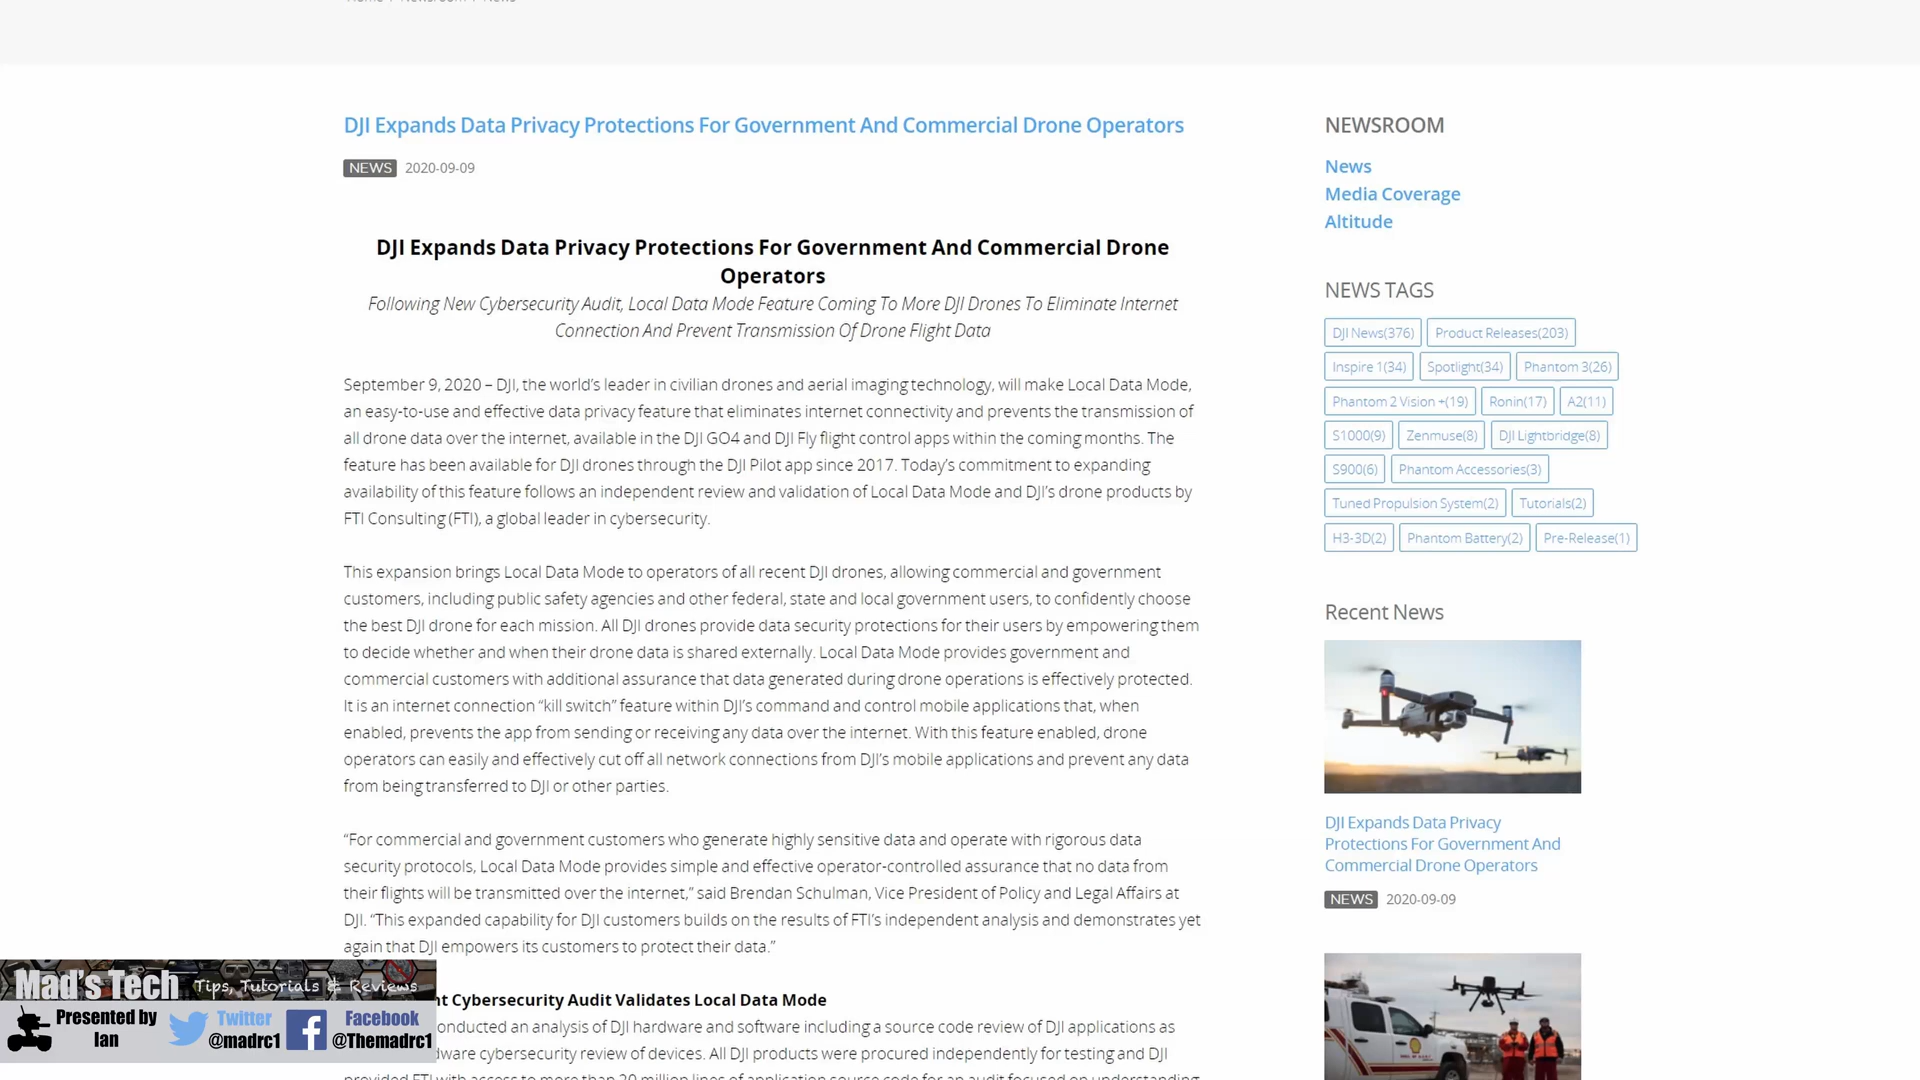 Home / Newsroom / News
DJI Expands Data Privacy Protections For Government And Commercial Drone Operators
NEWS 2020-09-09
DJI Expands Data Privacy Protections For Government And Commercial Drone
Operators
Following New Cybersecurity Audit, Local Data Mode Feature Coming To More DJI Drones To Eliminate Internet
Connection And Prevent Transmission Of Drone Flight Data
September 9, 2020 – DJI, the world’s leader in civilian drones and aerial imaging technology, will make Local Data Mode,
an easy-to-use and effective data privacy feature that eliminates internet connectivity and prevents the transmission of
all drone data over the internet, available in the DJI GO4 and DJI Fly flight control apps within the coming months. The
feature has been available for DJI drones through the DJI Pilot app since 2017. Today’s commitment to expanding
availability of this feature follows an independent review and validation of Local Data Mode and DJI’s drone products by
FTI Consulting (FTI), a global leader in cybersecurity.
This expansion brings Local Data Mode to operators of all recent DJI drones, allowing commercial and government
customers, including public safety agencies and other federal, state and local government users, to confidently choose
the best DJI drone for each mission. All DJI drones provide data security protections for their users by empowering them
to decide whether and when their drone data is shared externally. Local Data Mode provides government and
commercial customers with additional assurance that data generated during drone operations is effectively protected.
It is an internet connection “kill switch” feature within DJI’s command and control mobile applications that, when
enabled, prevents the app from sending or receiving any data over the internet. With this feature enabled, drone
operators can easily and effectively cut off all network connections from DJI’s mobile applications and prevent any data
from being transferred to DJI or other parties.
“For commercial and government customers who generate highly sensitive data and operate with rigorous data
security protocols, Local Data Mode provides simple and effective operator-controlled assurance that no data from
their flights will be transmitted over the internet,” said Brendan Schulman, Vice President of Policy and Legal Affairs at
DJI. “This expanded capability for DJI customers builds on the results of FTI’s independent analysis and demonstrates yet
again that DJI empowers its customers to protect their data.”
nt Cybersecurity Audit Validates Local Data Mode
onducted an analysis of DJI hardware and software including a source code review of DJI applications as
dware cybersecurity review of devices. All DJI products were procured independently for testing and DJI
provided FTI with access to more than 20 million lines of application source code for an audit focused on understanding
NEWSROOM
News
Media Coverage
Altitude
NEWS TAGS
DJI News(376) Product Releases(203)
Inspire 1(34) Spotlight(34) Phantom 3(26)
Phantom 2 Vision +(19) Ronin(17) A2(11)
S1000(9) Zenmuse(8) DJI Lightbridge(8)
S900(6) Phantom Accessories(3)
Tuned Propulsion System(2) Tutorials(2)
H3-3D(2) Phantom Battery(2) Pre-Release(1)
Recent News
DJI Expands Data Privacy
Protections For Government And
Commercial Drone Operators
NEWS 2020-09-09
Mad's Tech Tips, Tutorials & Reviews
Presented by
Ian
Twitter
@madrc1
Facebook
@Themadrc1